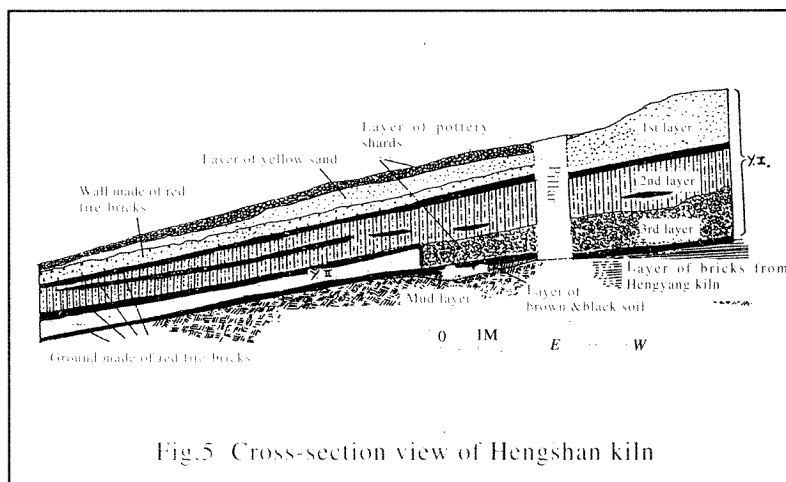 1st layer
Layer of pottery
shards
Layer of yellow sand
Pillar
Y I.
Wall made of red
fire bricks
2nd layer
3rd layer
Y II
Layer of bricks from
Hengyang kiln
Mud layer
Layer of
brown & black soil
Ground made of red fire bricks
0 1M
E W
Fig.5 Cross-section view of Hengshan kiln